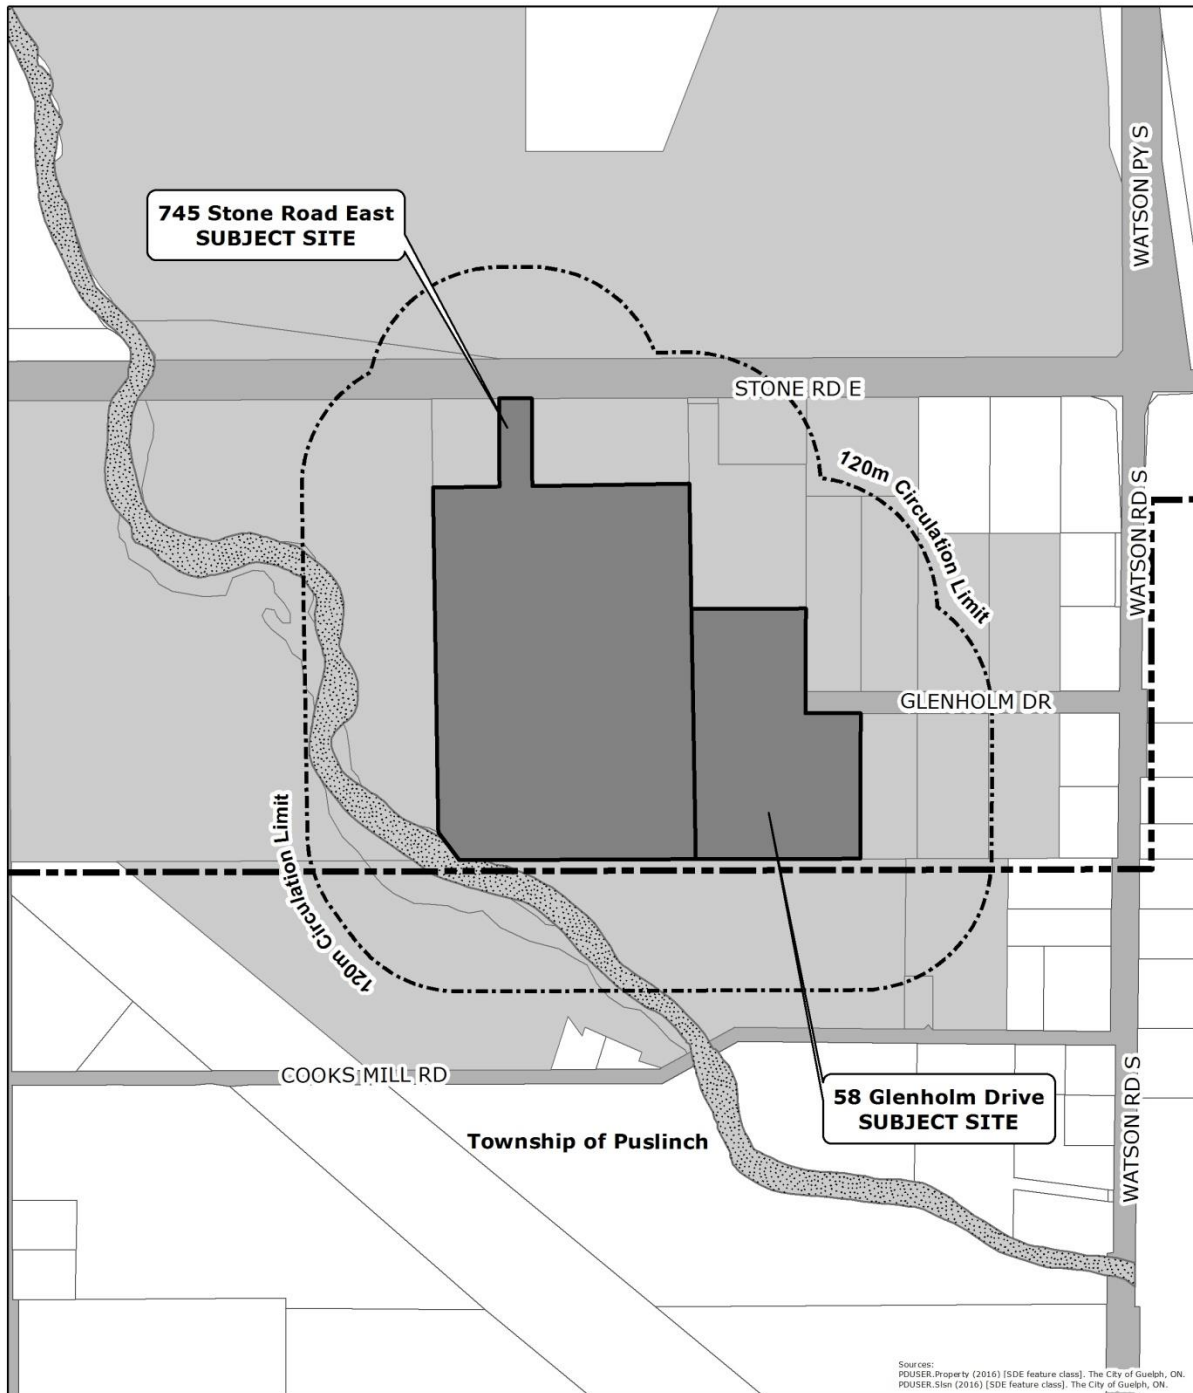 WATSON PY S
745 Stone Road East
SUBJECT SITE
STONE RD E
120m Circulation Limit
WATSON RD S
GLENHOLM DR
120m Circulation Limit
COOKS MILL RD
58 Glenholm Drive
SUBJECT SITE
WATSON RD S
Township of Puslinch
Sources:
PDUSER.Property (2016) [SDE feature class]. The City of Guelph, ON.
PDUSER.Slsn (2016) [SDE feature class]. The City of Guelph, ON.